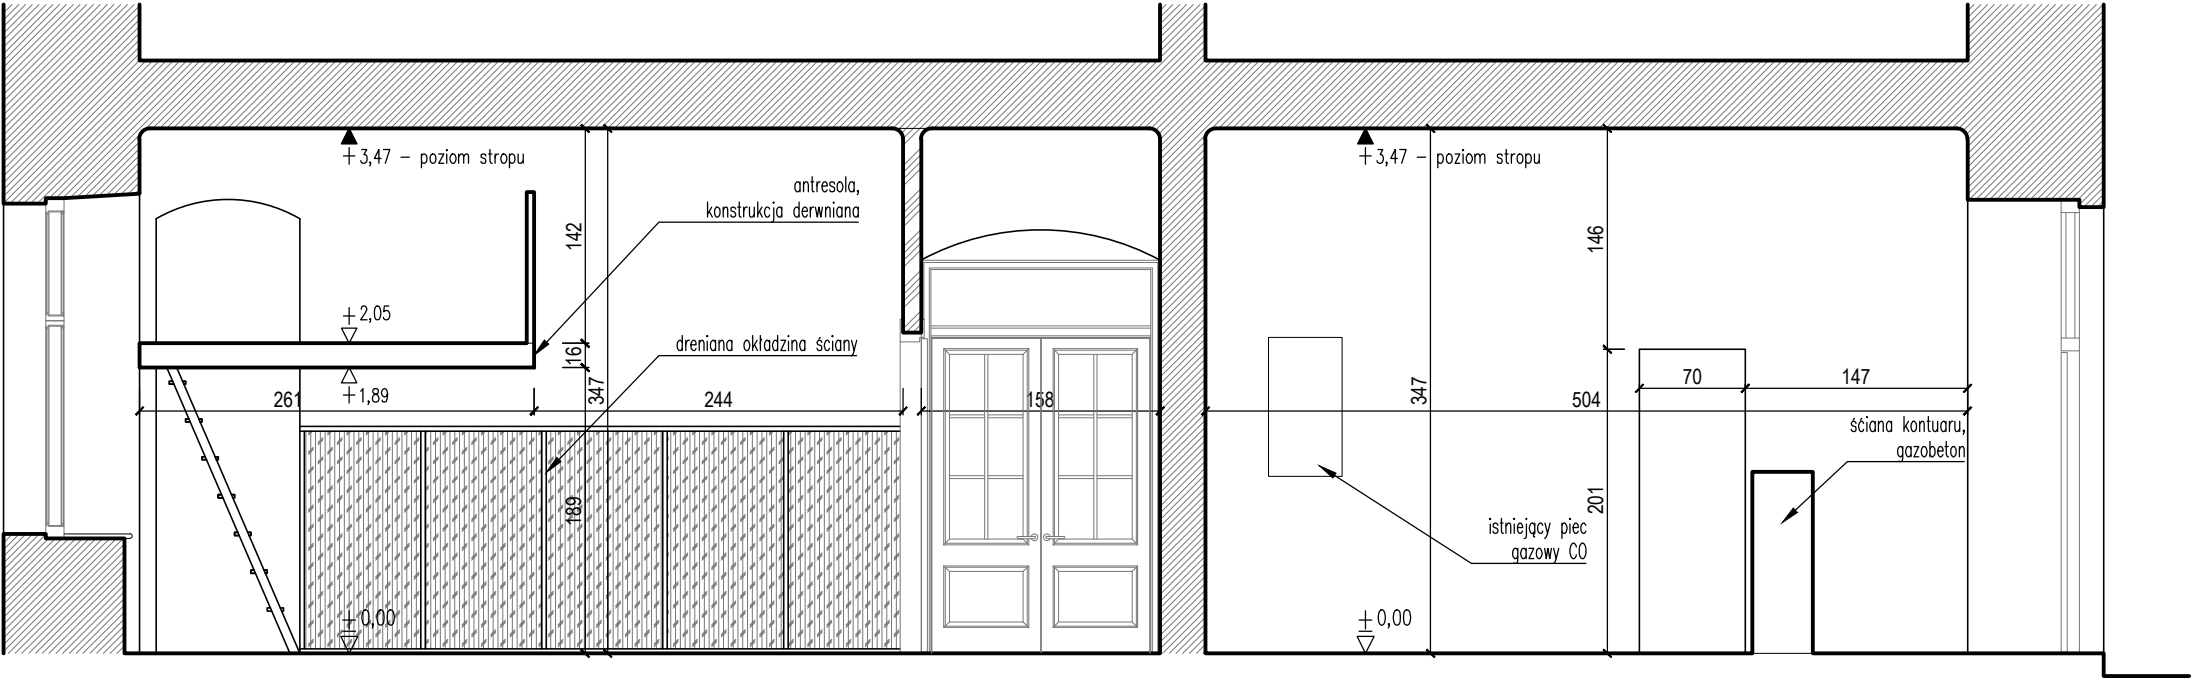 +3,47 – poziom stropu
+3,47 – poziom stropu
antresola,
konstrukcja derwniana
142
146
+2,05
dreniana okładzina ściany
16
+1,89
347
347
70
147
261
244
158
504
ściana kontuaru,
gazobeton
189
201
istniejący piec
gazowy CO
±0,00
±0,00